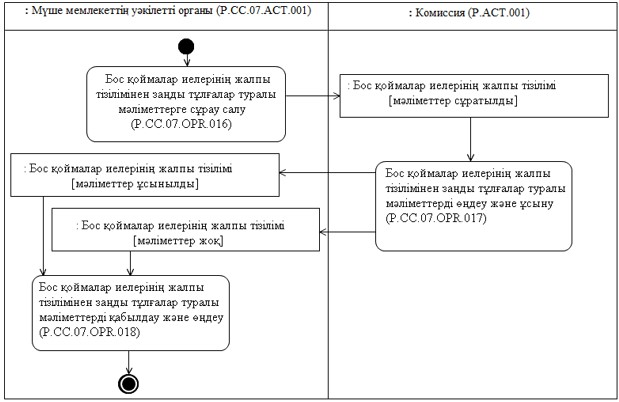 : Мүше мемлекеттің уәкілетті органы (P.CC.07.ACT.001)
: Комиссия (P.ACT.001)
Бос қоймалар иелерінің жалпы
тізілімінен заңды тұлғалар туралы
мәліметтерге сұрау салу
(P.CC.07.OPR.016)
: Бос қоймалар иелерінің жалпы тізілімі
[мәліметтер сұратылды]
: Бос қоймалар иелерінің жалпы тізілімі
[мәліметтер ұсынылды]
Бос қоймалар иелерінің жалпы
тізілімінен заңды тұлғалар туралы
мәліметтерді өңдеу және ұсыну
(P.CC.07.OPR.017)
: Бос қоймалар иелерінің жалпы тізілімі
[мәліметтер жоқ]
Бос қоймалар иелерінің жалпы
тізілімінен заңды тұлғалар туралы
мәліметтерді қабылдау және өңдеу
(P.CC.07.OPR.018)